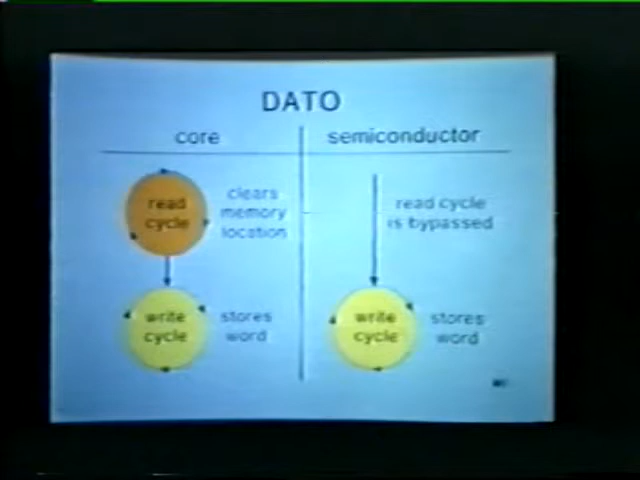 DATO
core
semiconductor
read
cycle
clears
memory
location
read cycle
is bypassed
write
cycle
stores
word
write
cycle
stores
word